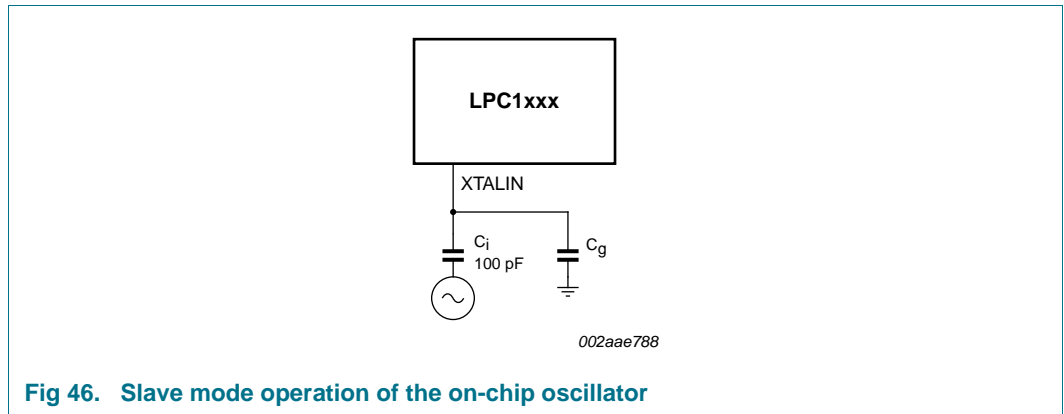 LPC1xxx
XTALIN
Ci
100 pF
Cg
002aae788
Fig 46. Slave mode operation of the on-chip oscillator